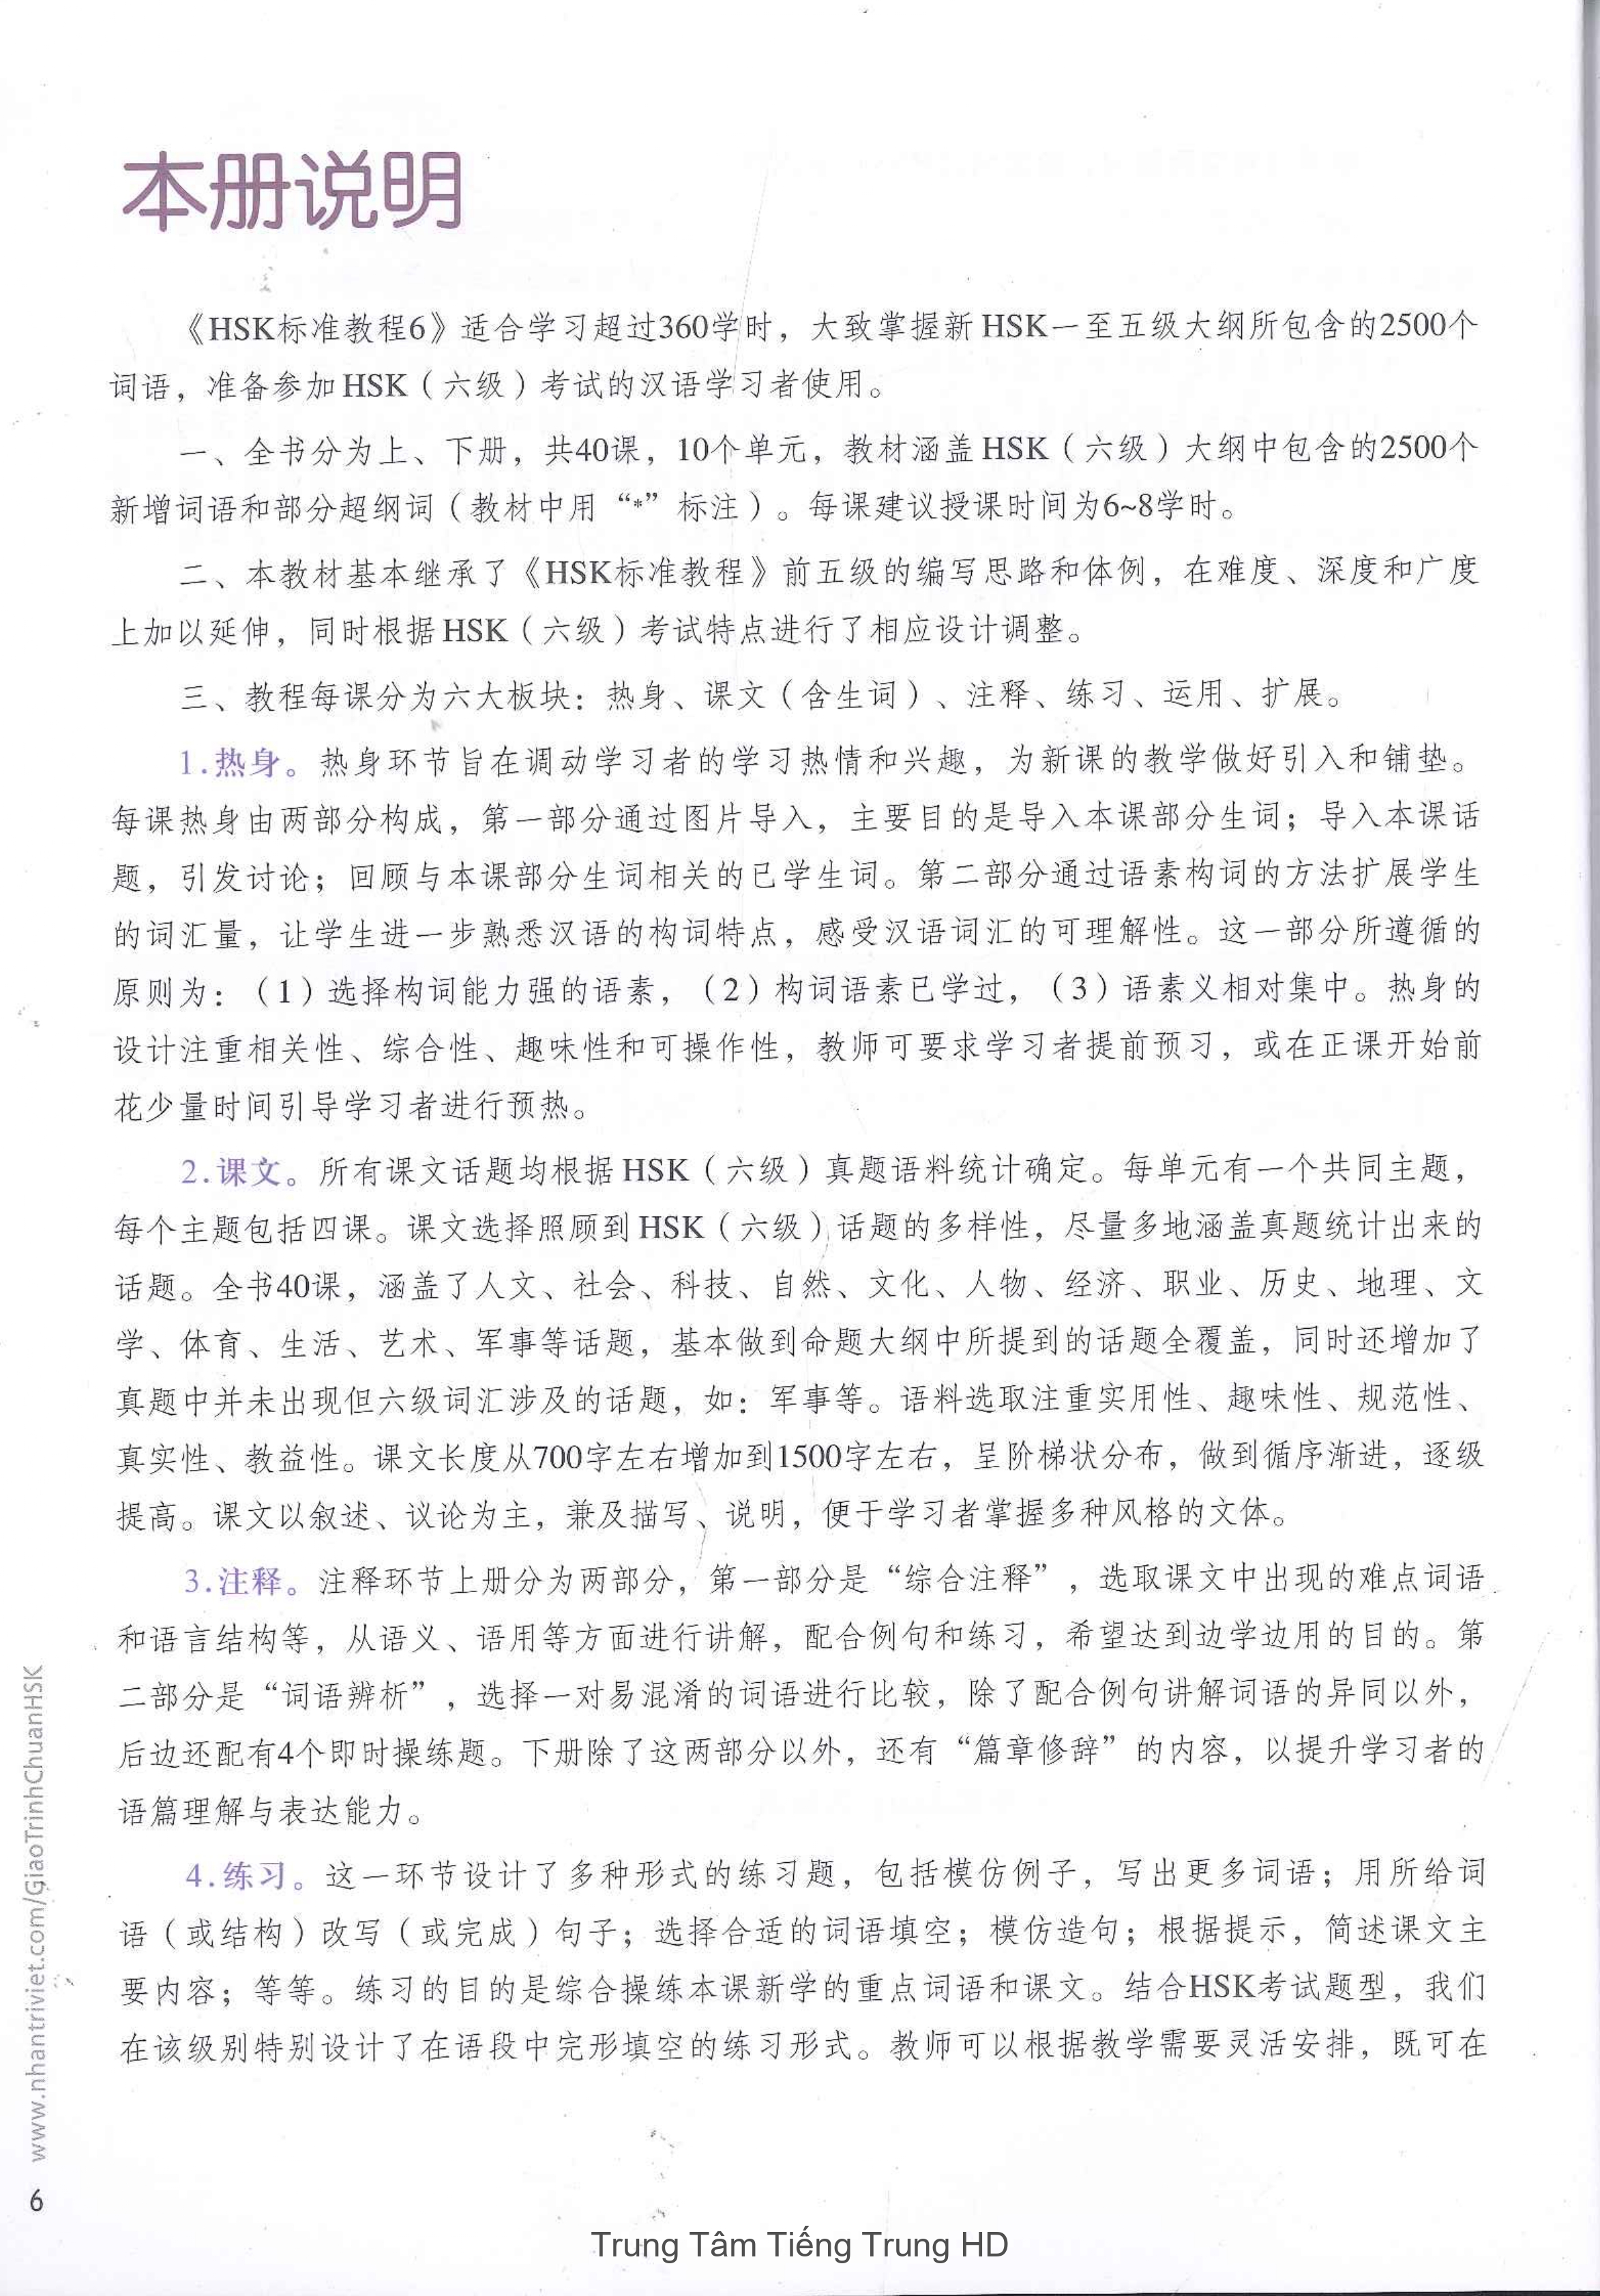 本册说明
《HSK标准教程6》适合学习超过360学时，大致掌握新HSK一至五级大纲所包含的2500个
词语，准备参加HSK（六级）考试的汉语学习者使用。
一、全书分为上、下册，共40课，10个单元，教材涵盖HSK（六级）大纲中包含的2500个
新增词语和部分超纲词（教材中用“*”标注）。每课建议授课时间为6~8学时。
二、本教材基本继承了《HSK标准教程》前五级的编写思路和体例，在难度、深度和广度
上加以延伸，同时根据HSK（六级）考试特点进行了相应设计调整。
三、教程每课分为六大板块：热身、课文（含生词）、注释、练习、运用、扩展。
1.热身。热身环节旨在调动学习者的学习热情和兴趣，为新课的教学做好引入和铺垫。
每课热身由两部分构成，第一部分通过图片导入，主要目的是导入本课部分生词；导入本课话
题，引发讨论；回顾与本课部分生词相关的已学生词。第二部分通过语素构词的方法扩展学生
的词汇量，让学生进一步熟悉汉语的构词特点，感受汉语词汇的可理解性。这一部分所遵循的
原则为：（1）选择构词能力强的语素，（2）构词语素已学过，（3）语素义相对集中。热身的
设计注重相关性、综合性、趣味性和可操作性，教师可要求学习者提前预习，或在正课开始前
花少量时间引导学习者进行预热。
2.课文。所有课文话题均根据HSK（六级）真题语料统计确定。每单元有一个共同主题，
每个主题包括四课。课文选择照顾到HSK（六级）话题的多样性，尽量多地涵盖真题统计出来的
话题。全书40课，涵盖了人文、社会、科技、自然、文化、人物、经济、职业、历史、地理、文
学、体育、生活、艺术、军事等话题，基本做到命题大纲中所提到的话题全覆盖，同时还增加了
真题中并未出现但六级词汇涉及的话题，如：军事等。语料选取注重实用性、趣味性、规范性、
真实性、教益性。课文长度从700字左右增加到1500字左右，呈阶梯状分布，做到循序渐进，逐级
提高。课文以叙述、议论为主，兼及描写、说明，便于学习者掌握多种风格的文体。
3.注释。注释环节上册分为两部分，第一部分是“综合注释”，选取课文中出现的难点词语
和语言结构等，从语义、语用等方面进行讲解，配合例句和练习，希望达到边学边用的目的。第
二部分是“词语辨析”，选择一对易混淆的词语进行比较，除了配合例句讲解词语的异同以外，
后边还配有4个即时操练题。下册除了这两部分以外，还有“篇章修辞”的内容，以提升学习者的
语篇理解与表达能力。
4.练习。这一环节设计了多种形式的练习题，包括模仿例子，写出更多词语；用所给词
语（或结构）改写（或完成）句子；选择合适的词语填空；模仿造句；根据提示，简述课文主
要内容；等等。练习的目的是综合操练本课新学的重点词语和课文。结合HSK考试题型，我们
在该级别特别设计了在语段中完形填空的练习形式。教师可以根据教学需要灵活安排，既可在
www.nhantriviet.com/GiaoTrinhChuanHSK
6
Trung Tâm Tiếng Trung HD